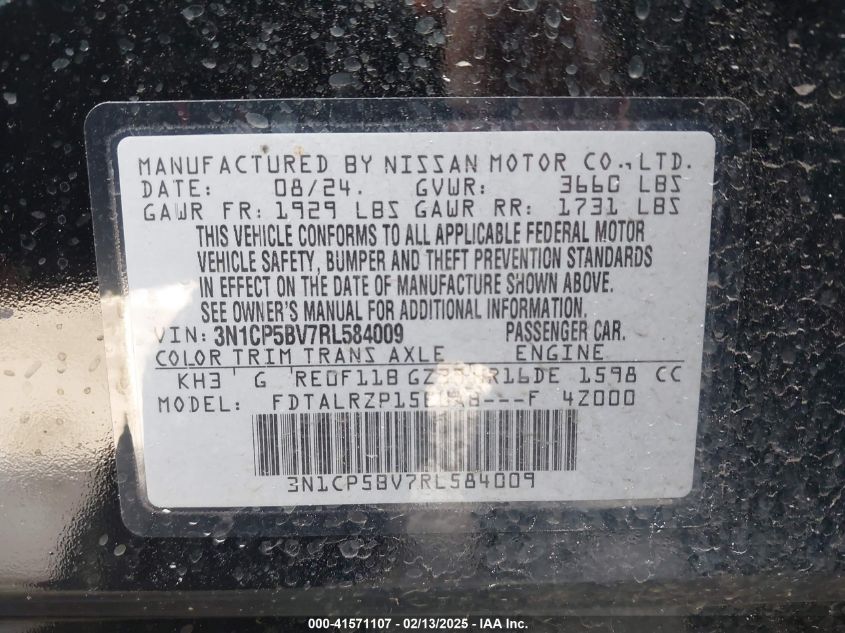 MANUFACTURED BY NISSAN MOTOR CO.,LTD.
DATE: 08/24. GVWR: 3660 LBS
GAWR FR: 1929 LBS GAWR RR: 1731 LBS
THIS VEHICLE CONFORMS TO ALL APPLICABLE FEDERAL MOTOR
VEHICLE SAFETY, BUMPER AND THEFT PREVENTION STANDARDS
IN EFFECT ON THE DATE OF MANUFACTURE SHOWN ABOVE.
SEE OWNER'S MANUAL FOR ADDITIONAL INFORMATION.
VIN: 3N1CP5BV7RL584009 PASSENGER CAR.
COLOR TRIM TRANS AXLE ENGINE
KH3 G RE0F11B 1598 CC
MODEL: F 4Z000
3N1CP5BV7RL584009
000-41571107 - 02/13/2025 - IAA Inc.